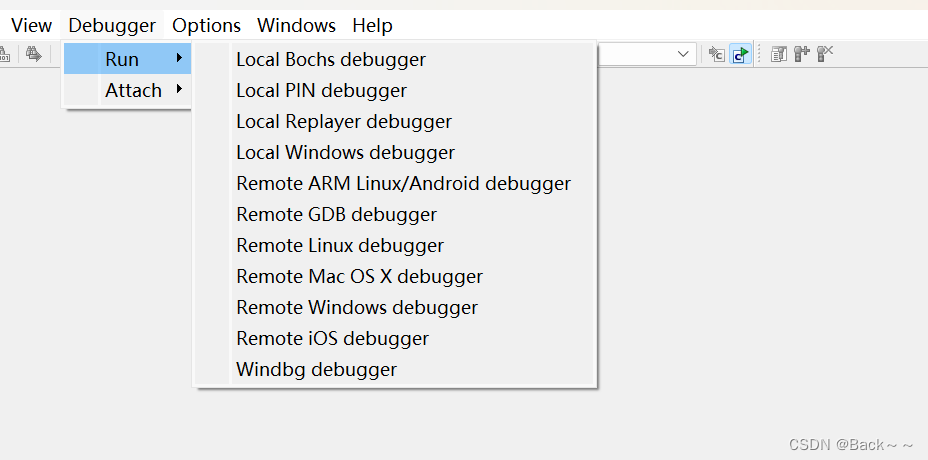 View Debugger Options Windows Help
Run
Attach
Local Bochs debugger
Local PIN debugger
Local Replayer debugger
Local Windows debugger
Remote ARM Linux/Android debugger
Remote GDB debugger
Remote Linux debugger
Remote Mac OS X debugger
Remote Windows debugger
Remote iOS debugger
Windbg debugger
CSDN @Back～～